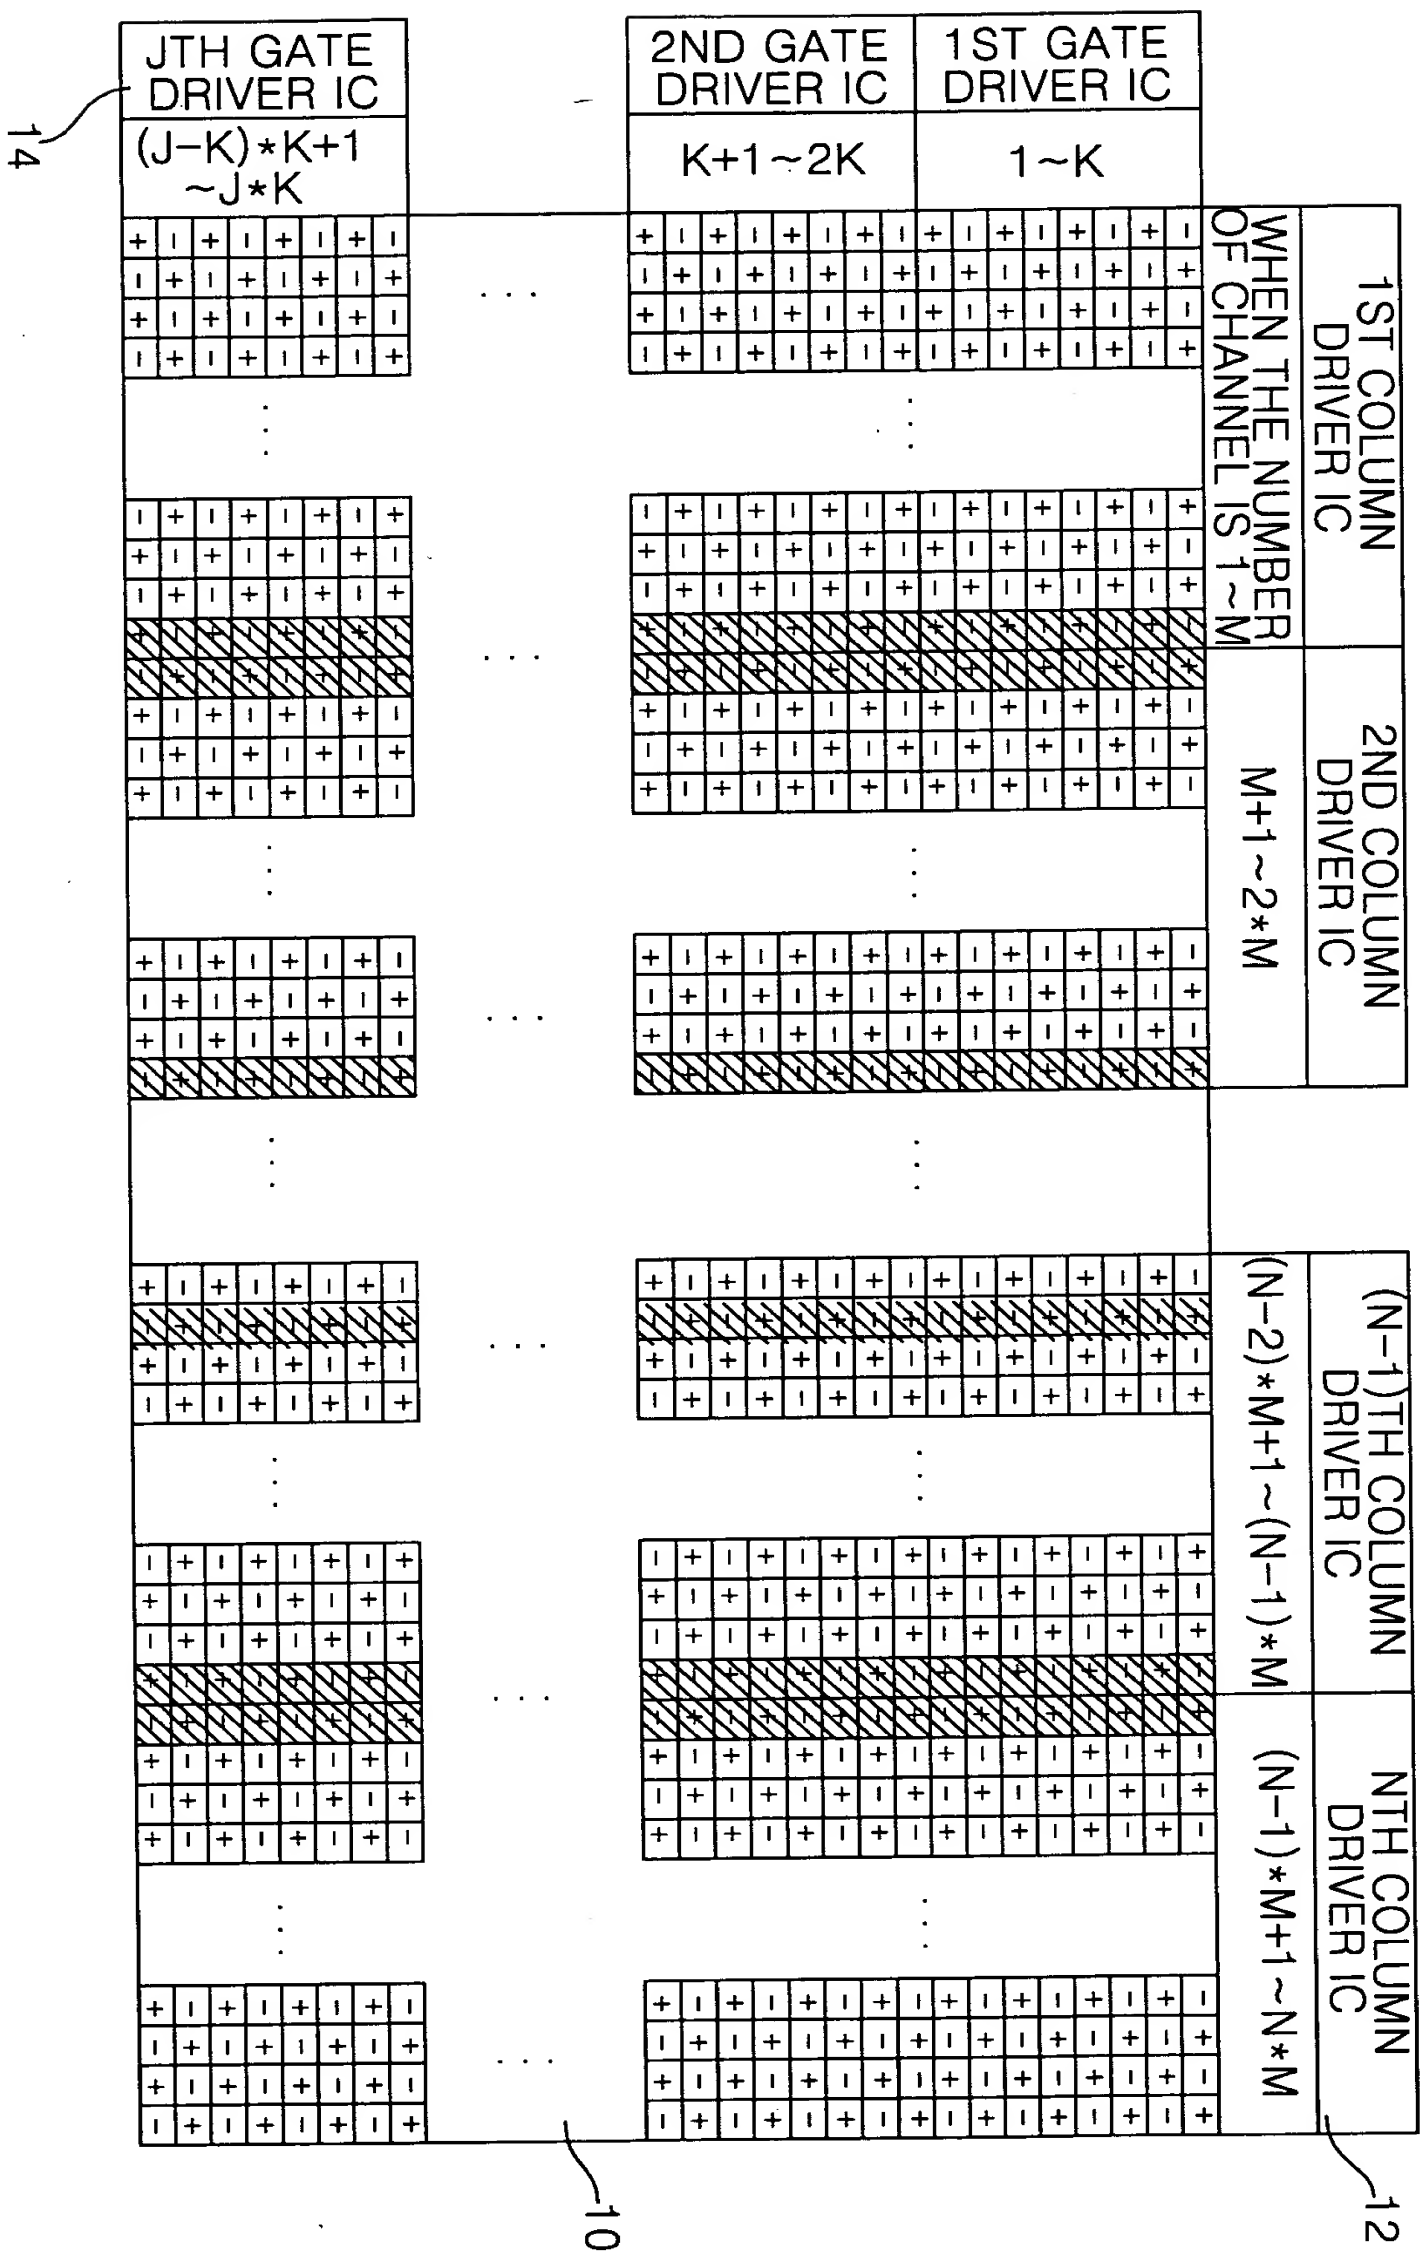 1ST COLUMN
DRIVER IC
2ND COLUMN
DRIVER IC
(N-1)TH COLUMN
DRIVER IC
NTH COLUMN
DRIVER IC
12
WHEN THE NUMBER
OF CHANNEL IS 1~M
M+1~2*M
(N-2)*M+1~(N-1)*M
(N-1)*M+1~N*M
1ST GATE
DRIVER IC
1~K
2ND GATE
DRIVER IC
K+1~2K
JTH GATE
DRIVER IC
(J-K)*K+1
~J*K
14
10